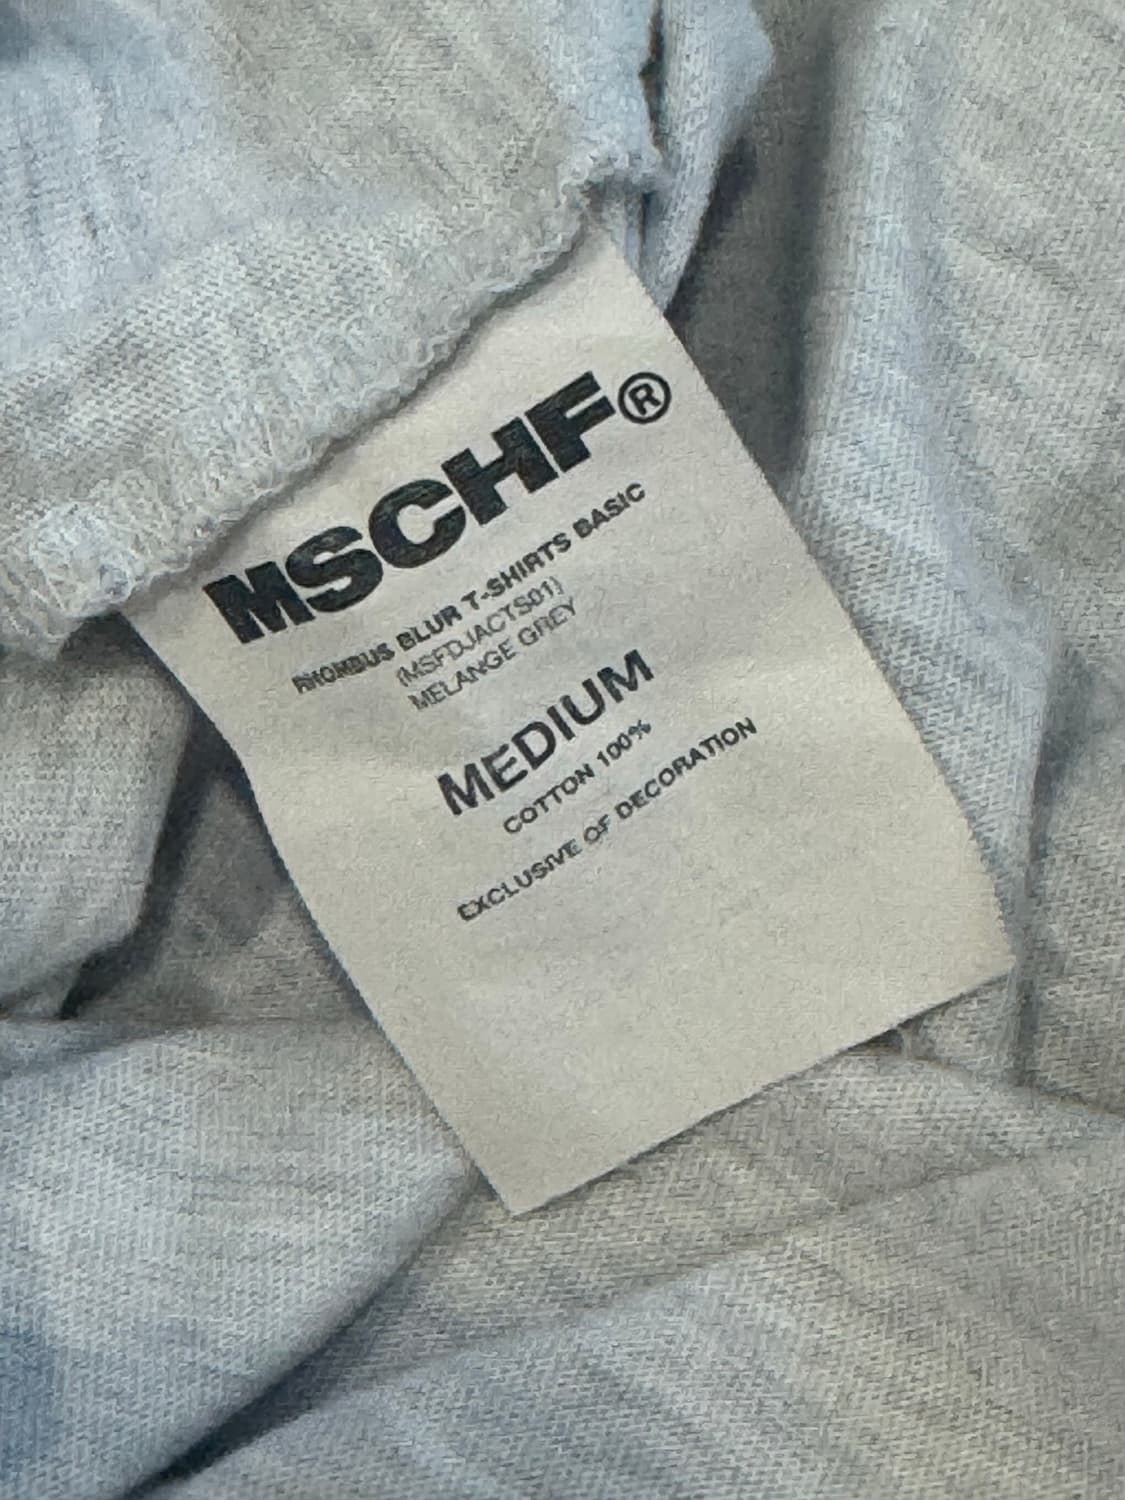 MSCHF®
RHOMBUS BLUR T-SHIRTS BASIC
(MSFDJACTS01)
MELANGE GREY
MEDIUM
COTTON 100%
EXCLUSIVE OF DECORATION